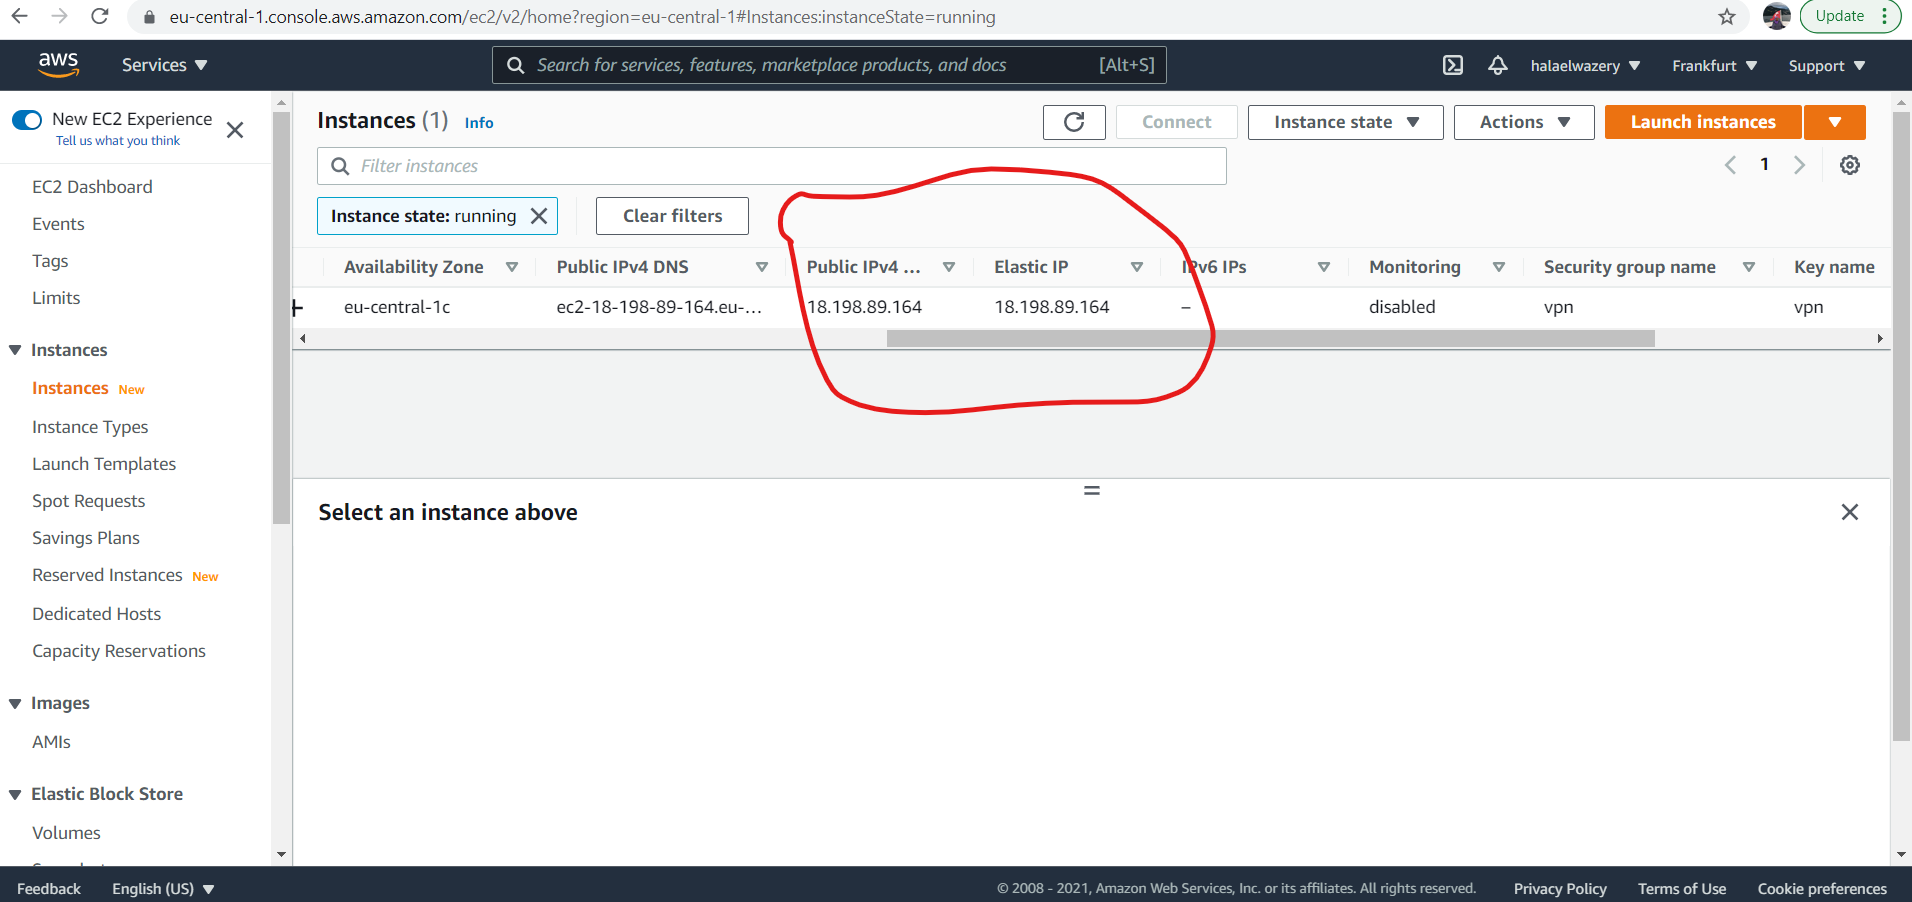 eu-central-1.console.aws.amazon.com/ec2/v2/home?region=eu-central-1#Instances:instanceState=running
Update
aws
Services
Search for services, features, marketplace products, and docs
[Alt+S]
halaelwazery
Frankfurt
Support
New EC2 Experience
Tell us what you think
EC2 Dashboard
Events
Tags
Limits
Instances
Instances New
Instance Types
Launch Templates
Spot Requests
Savings Plans
Reserved Instances New
Dedicated Hosts
Capacity Reservations
Images
AMIs
Elastic Block Store
Volumes
Instances (1) Info
Connect
Instance state
Actions
Launch instances
Filter instances
1
Instance state: running
Clear filters
Availability Zone Public IPv4 DNS Public IPv4 ... Elastic IP IPv6 IPs Monitoring Security group name Key name
eu-central-1c ec2-18-198-89-164.eu-... 18.198.89.164 18.198.89.164 – disabled vpn vpn
Select an instance above
Feedback
English (US)
© 2008 - 2021, Amazon Web Services, Inc. or its affiliates. All rights reserved.
Privacy Policy
Terms of Use
Cookie preferences